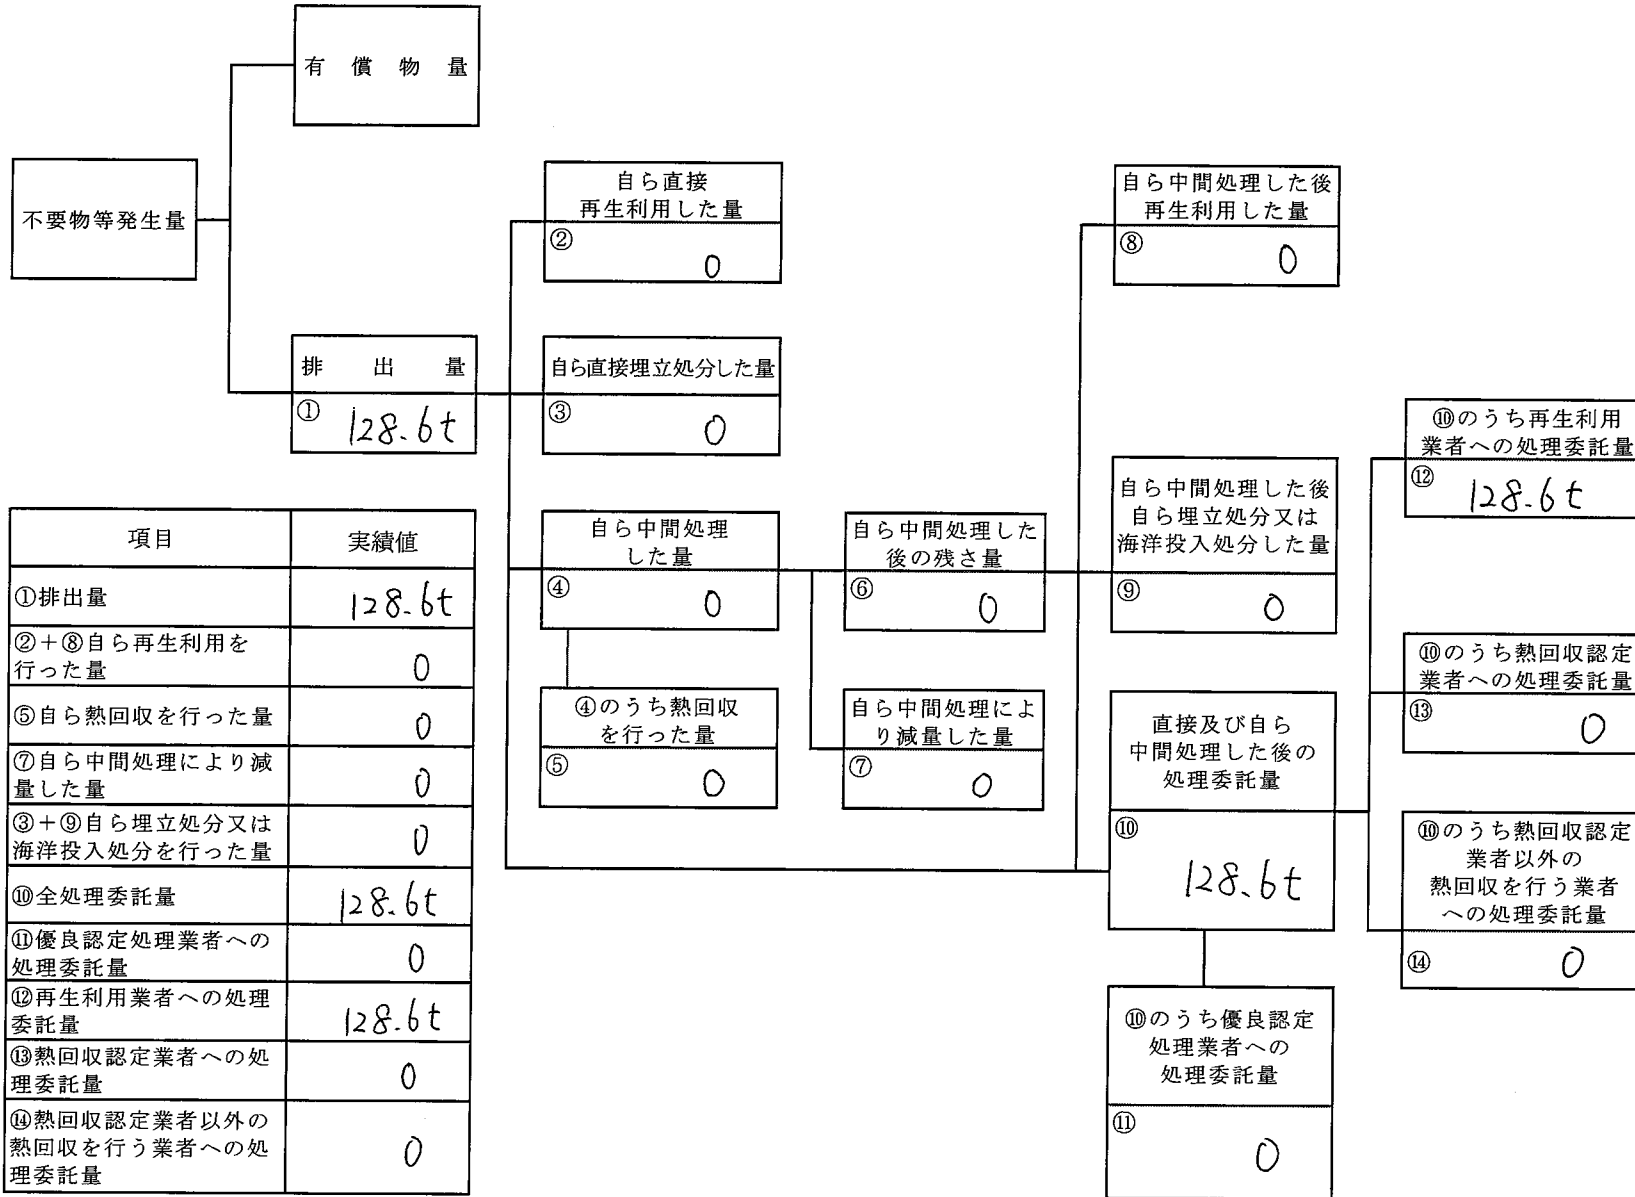 有償物量
不要物等発生量
排出量
① 128.6t
自ら直接
再生利用した量
② 0
自ら直接埋立処分した量
③ 0
自ら中間処理
した量
④ 0
④のうち熱回収
を行った量
⑤ 0
自ら中間処理した
後の残さ量
⑥ 0
自ら中間処理によ
り減量した量
⑦ 0
自ら中間処理した後
再生利用した量
⑧ 0
自ら中間処理した後
自ら埋立処分又は
海洋投入処分した量
⑨ 0
直接及び自ら
中間処理した後の
処理委託量
⑩ 128.6t
⑩のうち優良認定
処理業者への
処理委託量
⑪ 0
⑩のうち再生利用
業者への処理委託量
⑫ 128.6t
⑩のうち熱回収認定
業者への処理委託量
⑬ 0
⑩のうち熱回収認定
業者以外の
熱回収を行う業者
への処理委託量
⑭ 0
項目 実績値
①排出量 128.6t
②+⑧自ら再生利用を
行った量 0
⑤自ら熱回収を行った量 0
⑦自ら中間処理により減
量した量 0
③+⑨自ら埋立処分又は
海洋投入処分を行った量 0
⑩全処理委託量 128.6t
⑪優良認定処理業者への
処理委託量 0
⑫再生利用業者への処理
委託量 128.6t
⑬熱回収認定業者への処
理委託量 0
⑭熱回収認定業者以外の
熱回収を行う業者への処
理委託量 0